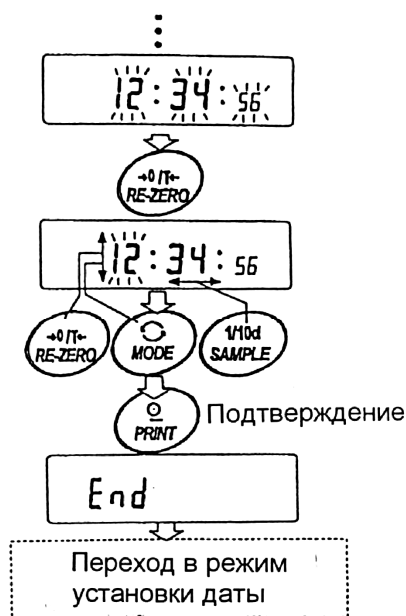 12:34:56
→0/T←
RE-ZERO
12:34:56
→0/T←
RE-ZERO
MODE
1/10d
SAMPLE
PRINT
Подтверждение
End
Переход в режим
установки даты